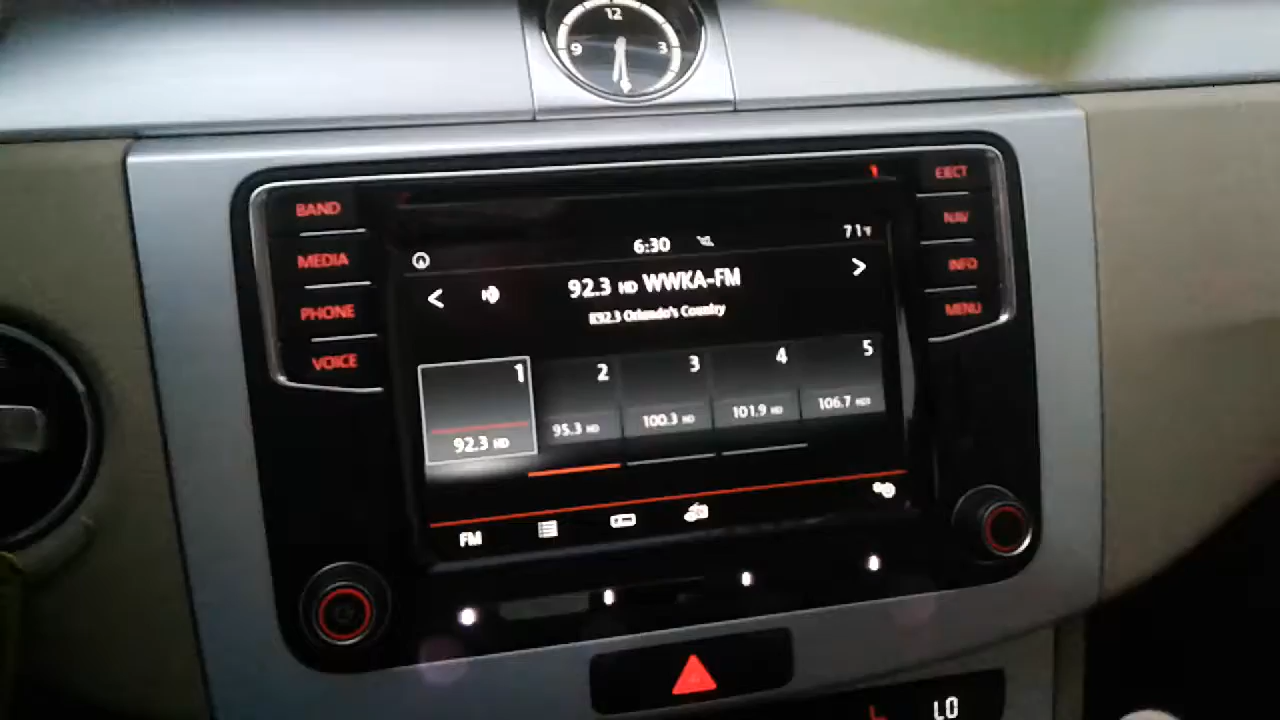 12
9 3
EJECT
BAND
NAV
MEDIA
INFO
PHONE
MENU
VOICE
6:30
71°F
92.3 HD WWKA-FM
K92.3 Orlando's Country
1 2 3 4 5
92.3 HD 95.3 HD 100.3 HD 101.9 HD 106.7 HD1
FM
LO